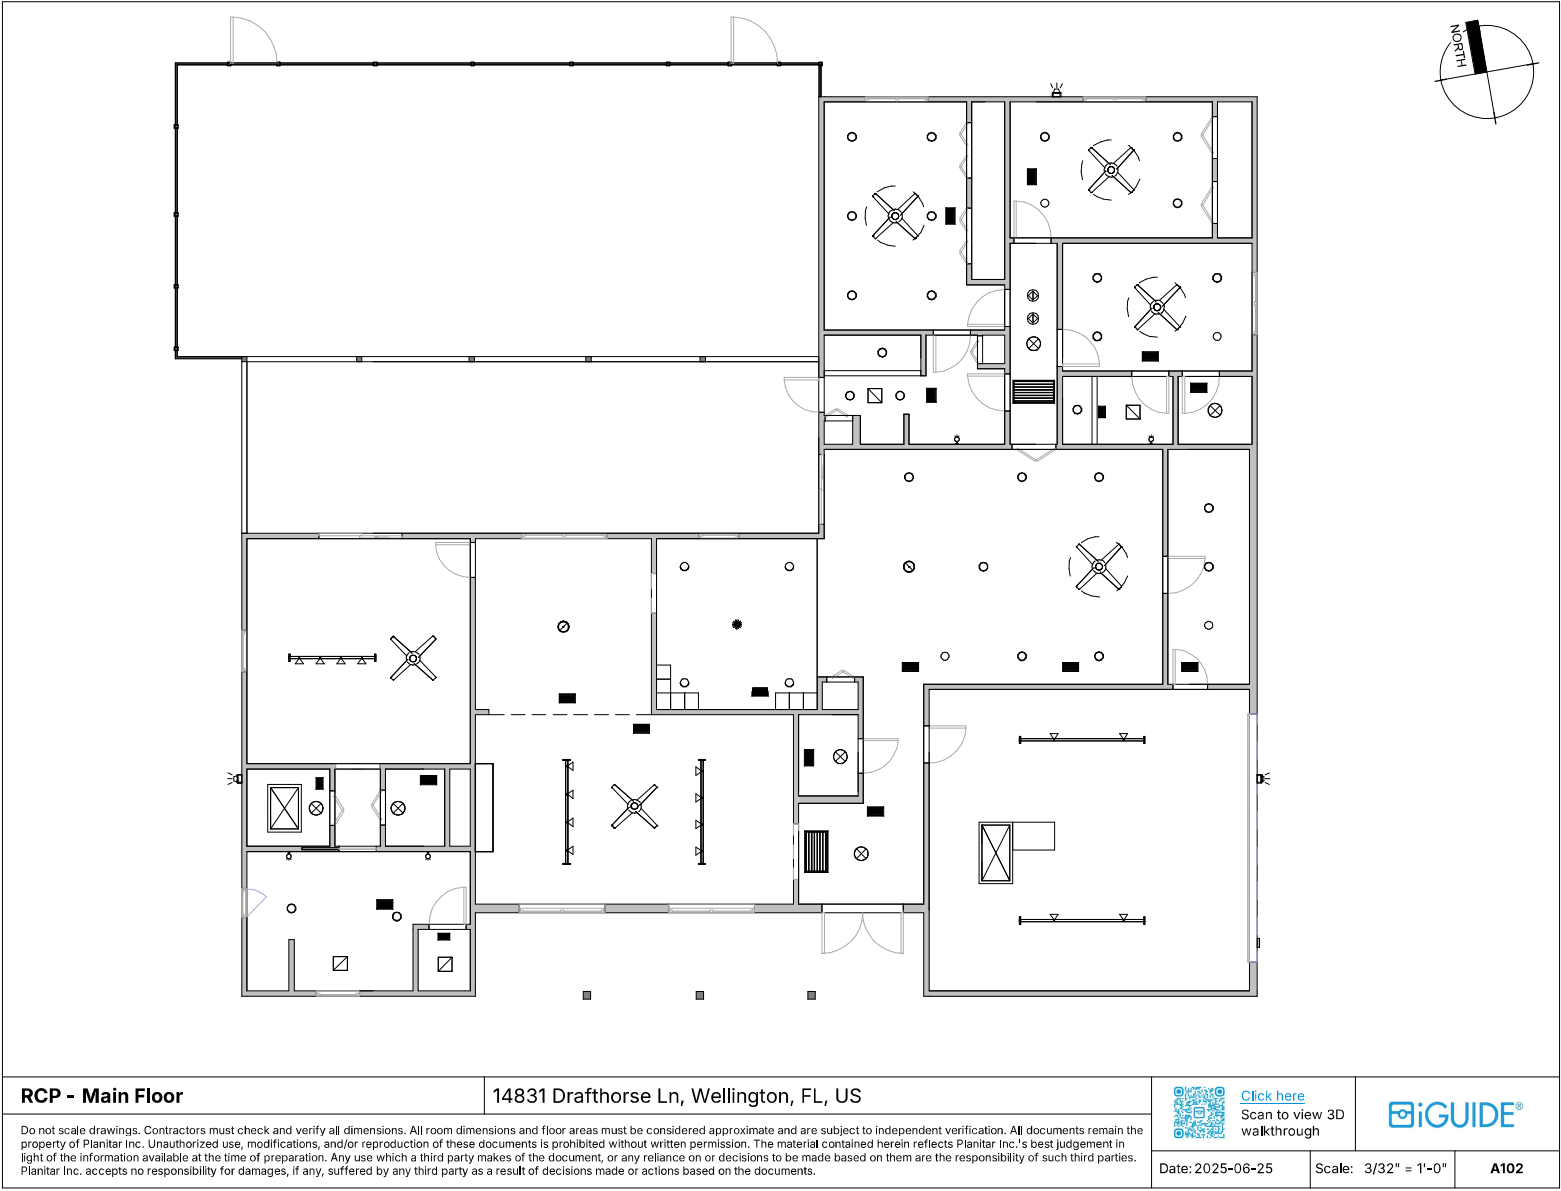 NORTH
RCP - Main Floor
14831 Drafthorse Ln, Wellington, FL, US
Do not scale drawings. Contractors must check and verify all dimensions. All room dimensions and floor areas must be considered approximate and are subject to independent verification. All documents remain the
property of Planitar Inc. Unauthorized use, modifications, and/or reproduction of these documents is prohibited without written permission. The material contained herein reflects Planitar Inc.'s best judgement in
light of the information available at the time of preparation. Any use which a third party makes of the document, or any reliance on or decisions to be made based on them are the responsibility of such third parties.
Planitar Inc. accepts no responsibility for damages, if any, suffered by any third party as a result of decisions made or actions based on the documents.
Click here
Scan to view 3D
walkthrough
iGUIDE®
Date: 2025-06-25
Scale: 3/32" = 1'-0"
A102